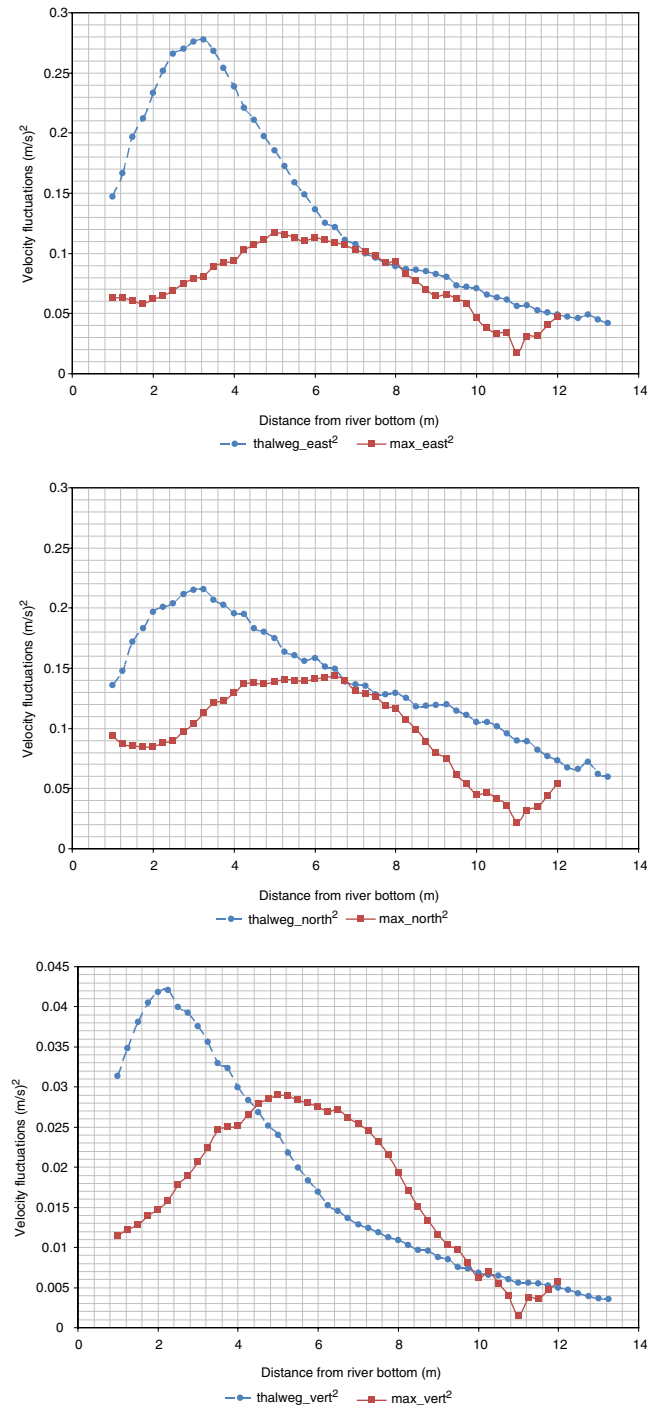 0.3
0.25
0.2
0.15
0.1
0.05
0
Velocity fluctuations (m/s)²
0 2 4 6 8 10 12 14
Distance from river bottom (m)
thalweg_east² max_east²
0.3
0.25
0.2
0.15
0.1
0.05
0
Velocity fluctuations (m/s)²
0 2 4 6 8 10 12 14
Distance from river bottom (m)
thalweg_north² max_north²
0.045
0.04
0.035
0.03
0.025
0.02
0.015
0.01
0.005
0
Velocity fluctuations (m/s)²
0 2 4 6 8 10 12 14
Distance from river bottom (m)
thalweg_vert² max_vert²